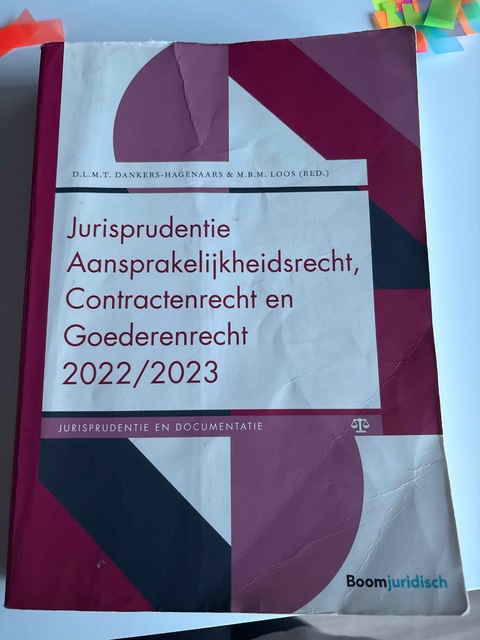 D.L.M.T. DANKERS-HAGENAARS & M.B.M. LOOS (RED.)
Jurisprudentie
Aansprakelijkheidsrecht,
Contractenrecht en
Goederenrecht
2022/2023
JURISPRUDENTIE EN DOCUMENTATIE
Boomjuridisch